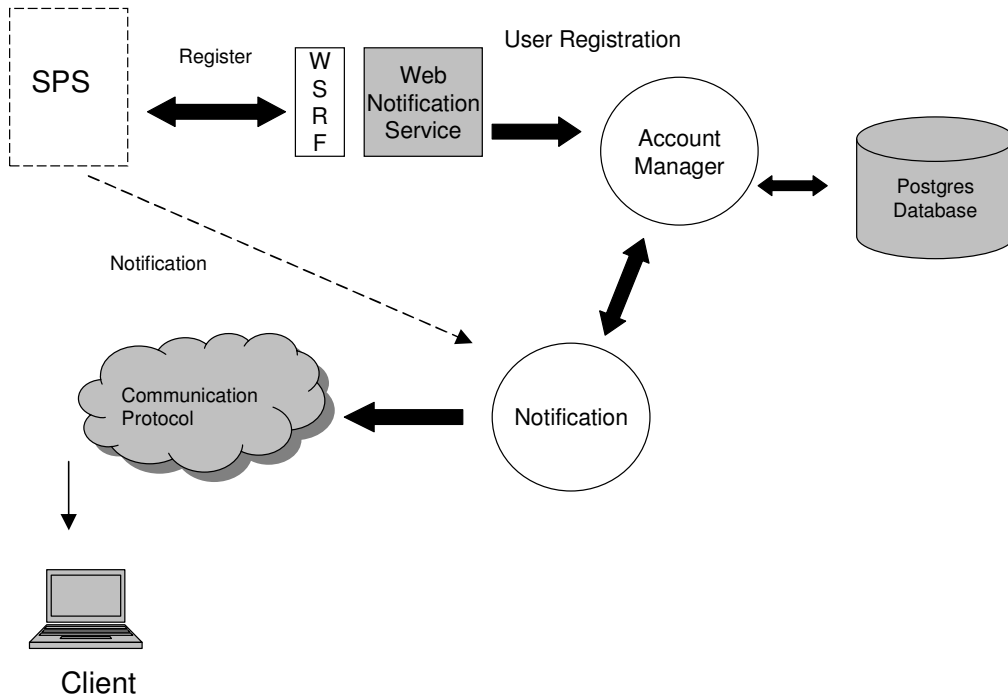 User Registration
SPS
Register
W
S
R
F
Web
Notification
Service
Account
Manager
Postgres
Database
Notification
Communication
Protocol
Notification
Client